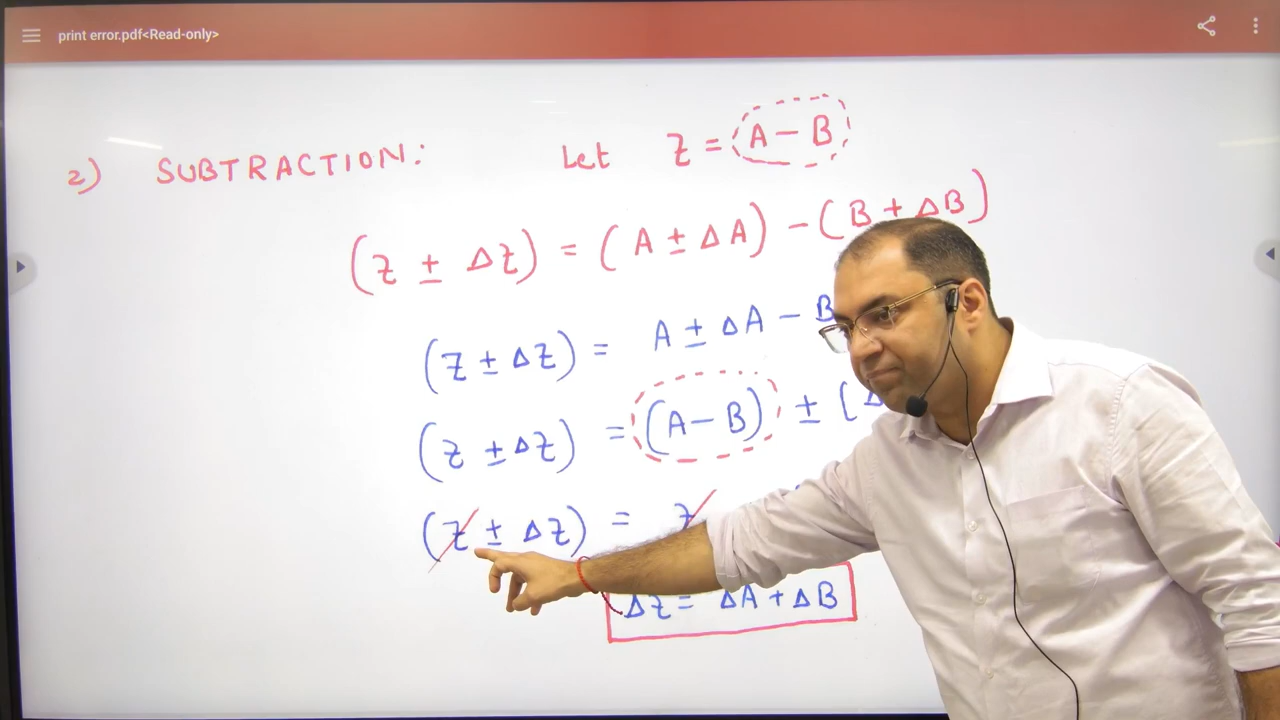 print error.pdf<Read-only>
2) SUBTRACTION: Let Z = A - B
(Z ± ΔZ) = (A ± ΔA) - (B ± ΔB)
(Z ± ΔZ) = A ± ΔA - B
(Z ± ΔZ) = (A - B) ± (Δ
(Z ± ΔZ) = Z
ΔZ = ΔA + ΔB